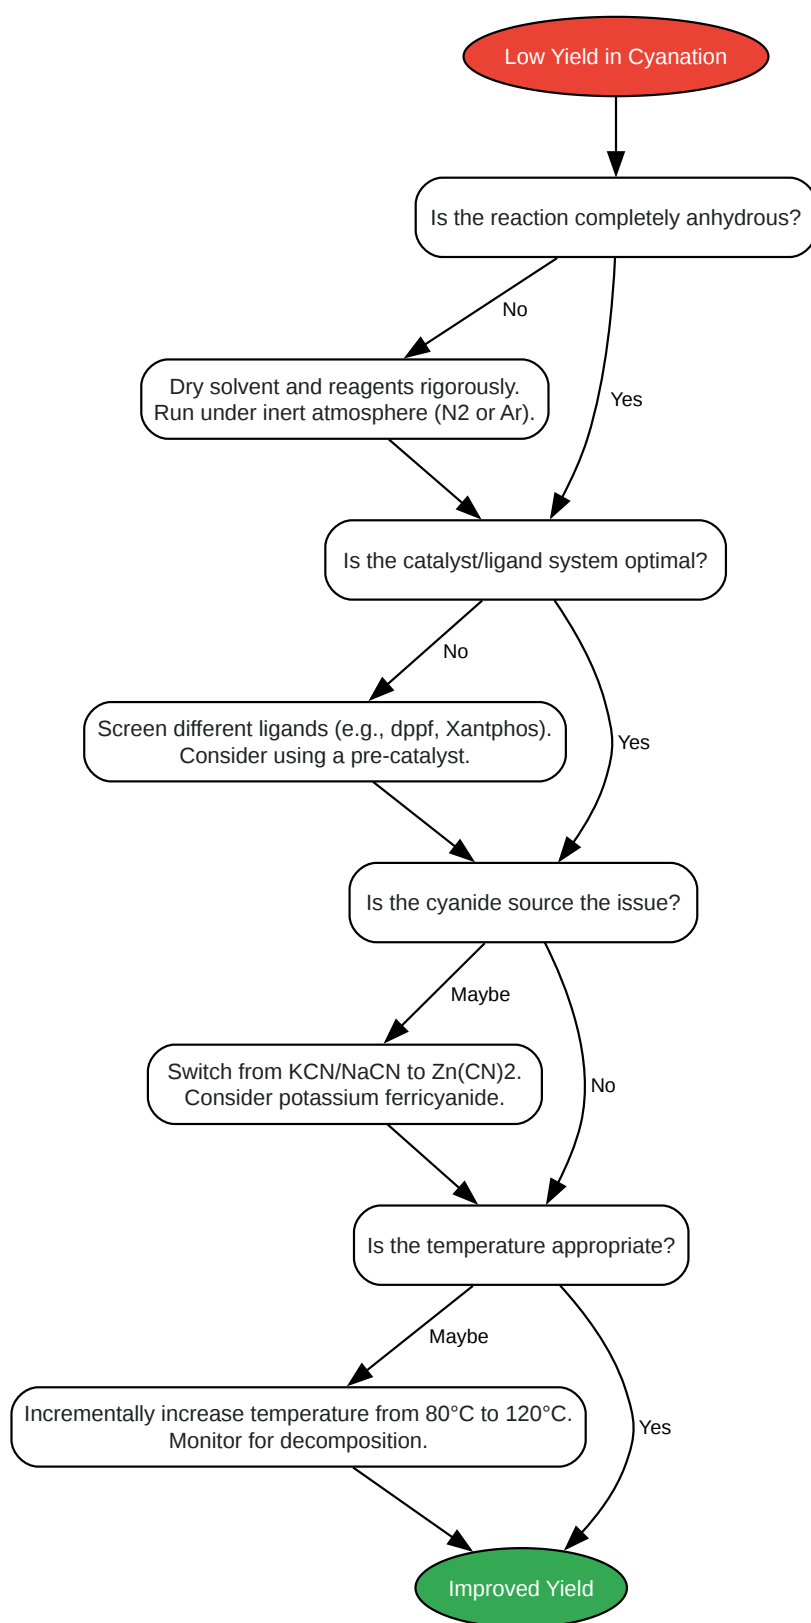 Low Yield in Cyanation
Is the reaction completely anhydrous?
No
Dry solvent and reagents rigorously.
Run under inert atmosphere (N2 or Ar).
Yes
Is the catalyst/ligand system optimal?
No
Screen different ligands (e.g., dppf, Xantphos).
Consider using a pre-catalyst.
Yes
Is the cyanide source the issue?
Maybe
Switch from KCN/NaCN to Zn(CN)2.
Consider potassium ferricyanide.
No
Is the temperature appropriate?
Maybe
Incrementally increase temperature from 80°C to 120°C.
Monitor for decomposition.
Yes
Improved Yield